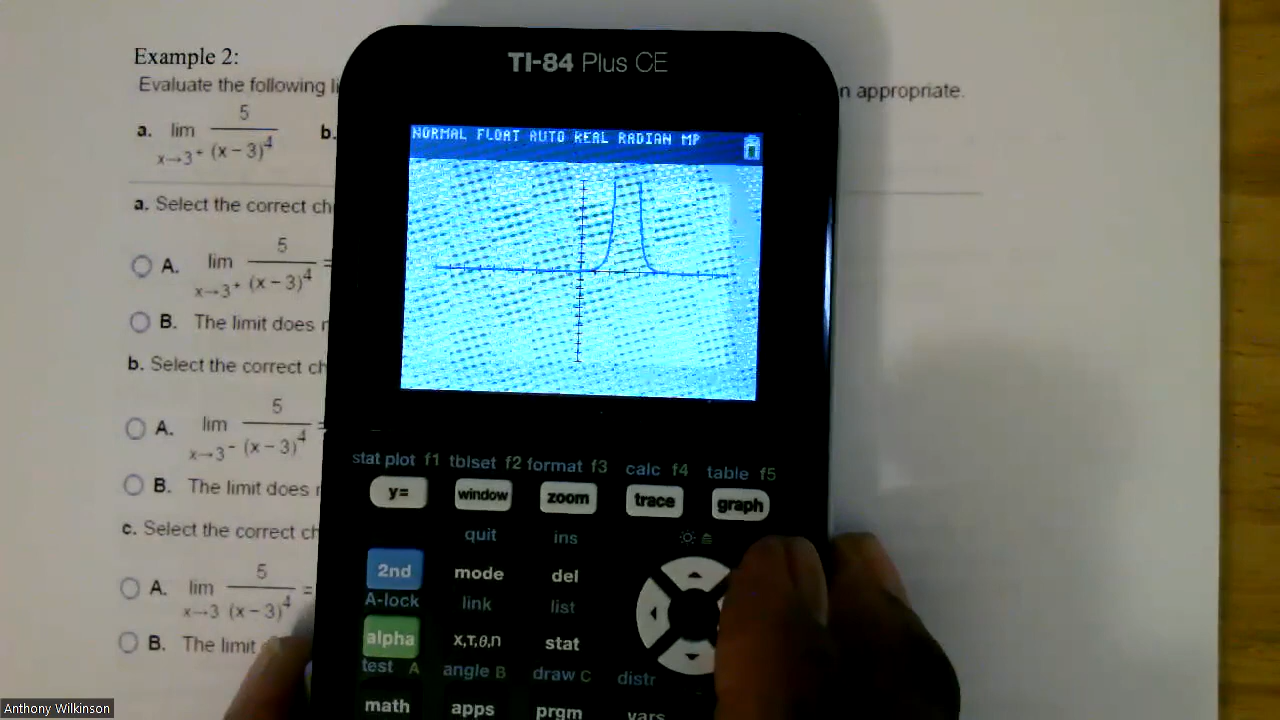 Example 2:
Evaluate the following
n appropriate.
a. lim x→3⁺ 5/(x − 3)⁴ b.
a. Select the correct ch
A. lim x→3⁺ 5/(x − 3)⁴ =
B. The limit does
b. Select the correct ch
A. lim x→3⁻ 5/(x − 3)⁴ =
B. The limit does
c. Select the correct ch
A. lim x→3 5/(x − 3)⁴ =
B. The limit
TI-84 Plus CE
NORMAL FLOAT AUTO REAL RADIAN MP
stat plot f1 tblset f2 format f3 calc f4 table f5
y= window zoom trace graph
quit ins
2nd mode del
A-lock link list
alpha X,T,θ,n stat
test A angle B draw C distr
math apps prgm vars
Anthony Wilkinson